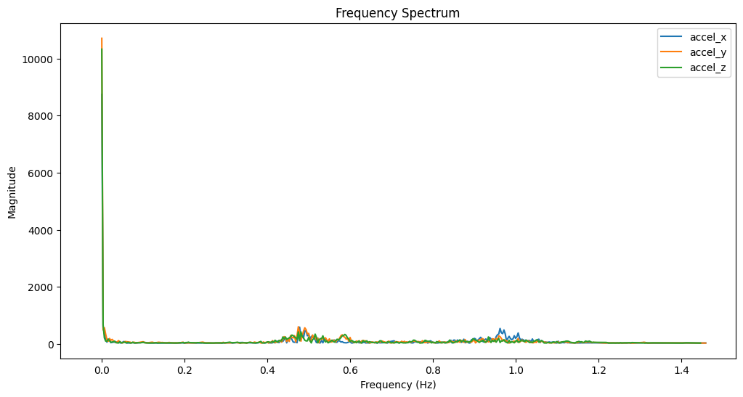 Frequency Spectrum
accel_x
accel_y
accel_z
10000
8000
6000
4000
2000
0
Magnitude
0.0 0.2 0.4 0.6 0.8 1.0 1.2 1.4
Frequency (Hz)